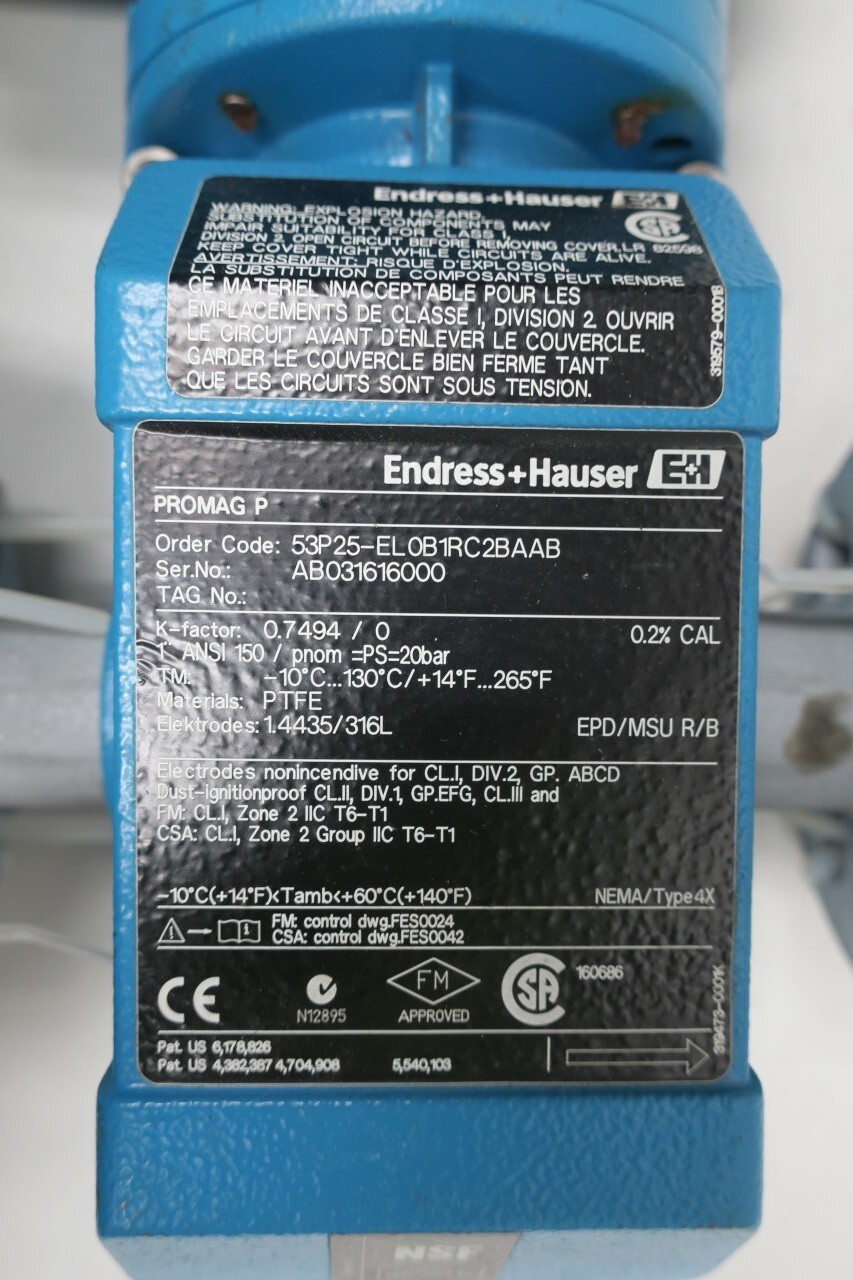 Endress+Hauser E+H
WARNING: EXPLOSION HAZARD.
SUBSTITUTION OF COMPONENTS MAY
IMPAIR SUITABILITY FOR CLASS I,
DIVISION 2. OPEN CIRCUIT BEFORE REMOVING COVER. LR 82598
KEEP COVER TIGHT WHILE CIRCUITS ARE ALIVE.
AVERTISSEMENT: RISQUE D'EXPLOSION.
LA SUBSTITUTION DE COMPOSANTS PEUT RENDRE
CE MATERIEL INACCEPTABLE POUR LES
EMPLACEMENTS DE CLASSE I, DIVISION 2. OUVRIR
LE CIRCUIT AVANT D'ENLEVER LE COUVERCLE.
GARDER LE COUVERCLE BIEN FERME TANT
QUE LES CIRCUITS SONT SOUS TENSION.
319579-0001B
Endress+Hauser E+H
PROMAG P
Order Code: 53P25-EL0B1RC2BAAB
Ser.No.: AB031616000
TAG No.:
K-factor: 0.7494 / 0 0.2% CAL
1" ANSI 150 / pnom =PS=20bar
TM: -10°C...130°C/+14°F...265°F
Materials: PTFE
Elektrodes: 1.4435/316L EPD/MSU R/B
Electrodes nonincendive for CL.I, DIV.2, GP. ABCD
Dust-ignitionproof CL.II, DIV.1, GP.EFG, CL.III and
FM: CL.I, Zone 2 IIC T6-T1
CSA: CL.I, Zone 2 Group IIC T6-T1
-10°C(+14°F)<Tamb<+60°C(+140°F) NEMA/Type4X
FM: control dwg.FES0024
CSA: control dwg.FES0042
CE N12895 FM APPROVED CSA 160686
319473-0001K
Pat. US 6,178,826
Pat. US 4,382,387 4,704,908 5,540,103
NSF